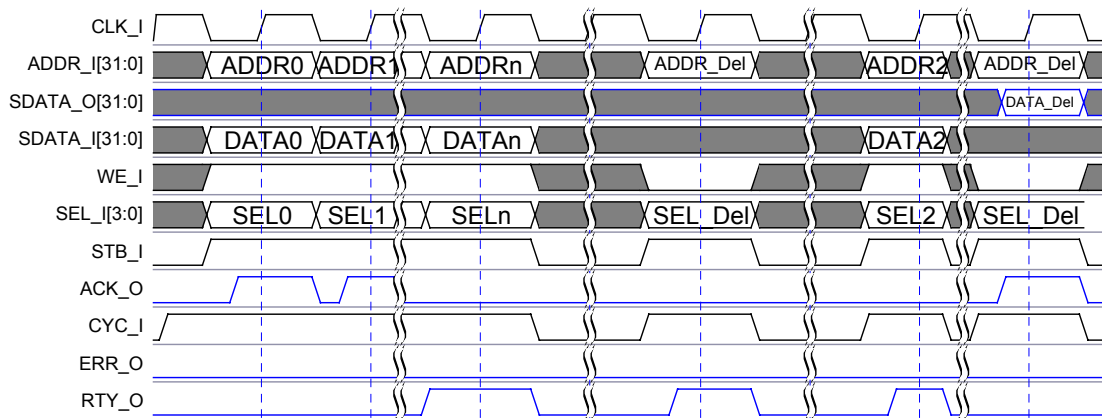 CLK_I
ADDR_I[31:0] ADDR0 ADDR1 ADDRn ADDR_Del ADDR2 ADDR_Del
SDATA_O[31:0] DATA_Del
SDATA_I[31:0] DATA0 DATA1 DATAn DATA2
WE_I
SEL_I[3:0] SEL0 SEL1 SELn SEL_Del SEL2 SEL_Del
STB_I
ACK_O
CYC_I
ERR_O
RTY_O